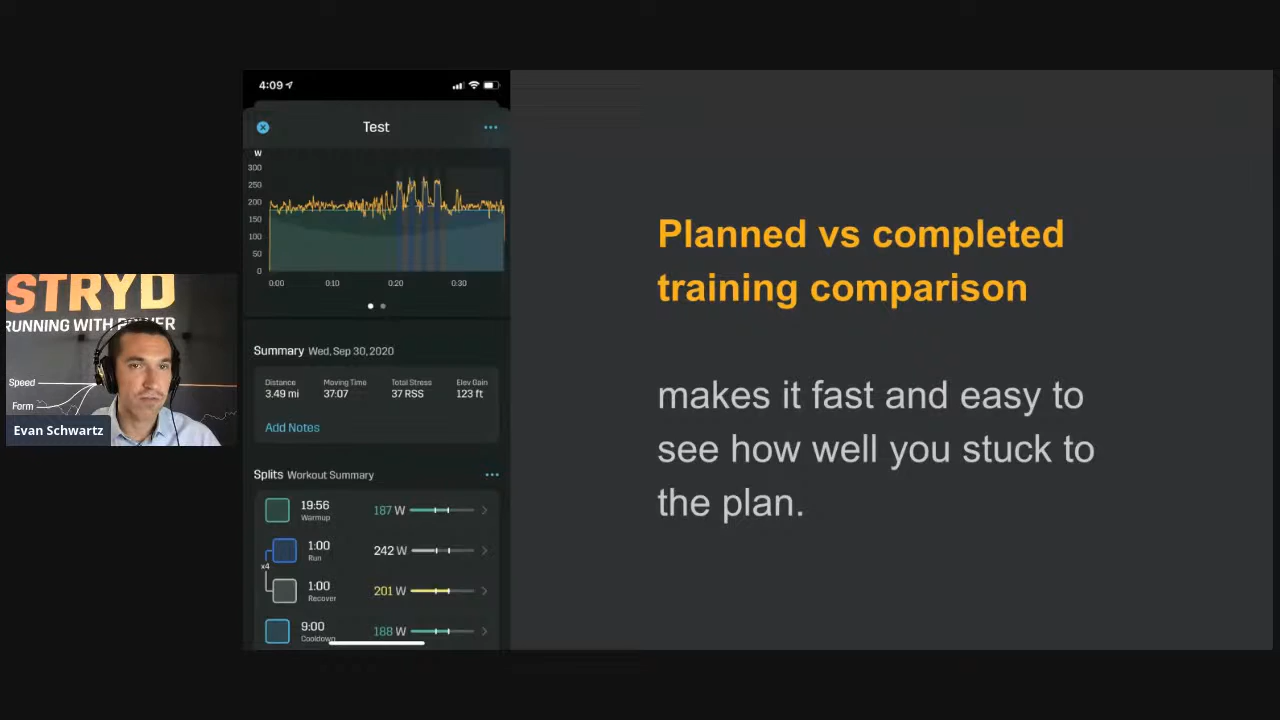 4:09
Test
W
300
250
200
150
100
50
0
0:00 0:10 0:20 0:30
Summary Wed, Sep 30, 2020
Distance Moving Time Total Stress Elev Gain
3.49 mi 37:07 37 RSS 123 ft
Add Notes
Splits Workout Summary
19:56 187 W
Warmup
1:00 242 W
Run
x4
1:00 201 W
Recover
9:00 188 W
Cooldown
Planned vs completed
training comparison
makes it fast and easy to
see how well you stuck to
the plan.
STRYD
RUNNING WITH POWER
Speed
Form
Evan Schwartz